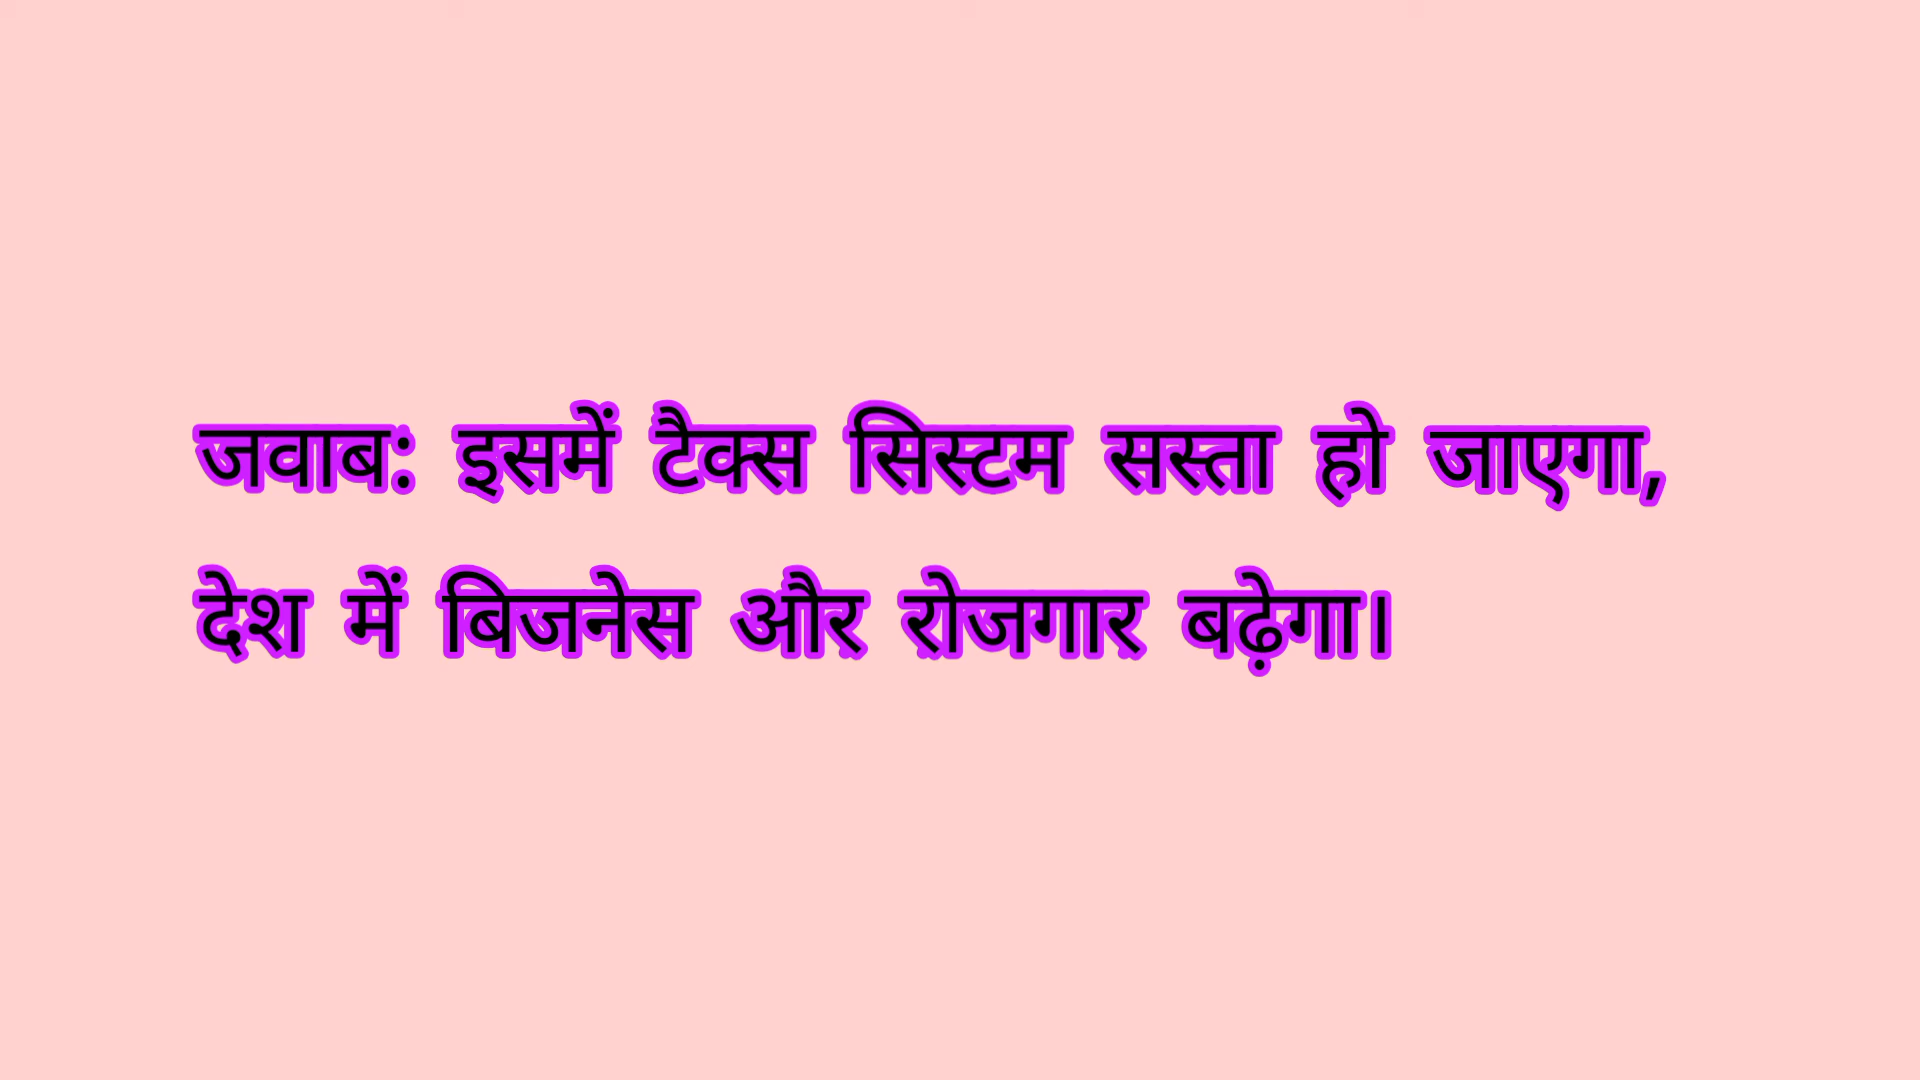 जवाब: इसमें टैक्स सिस्टम सस्ता हो जाएगा,
देश में बिजनेस और रोजगार बढ़ेगा।